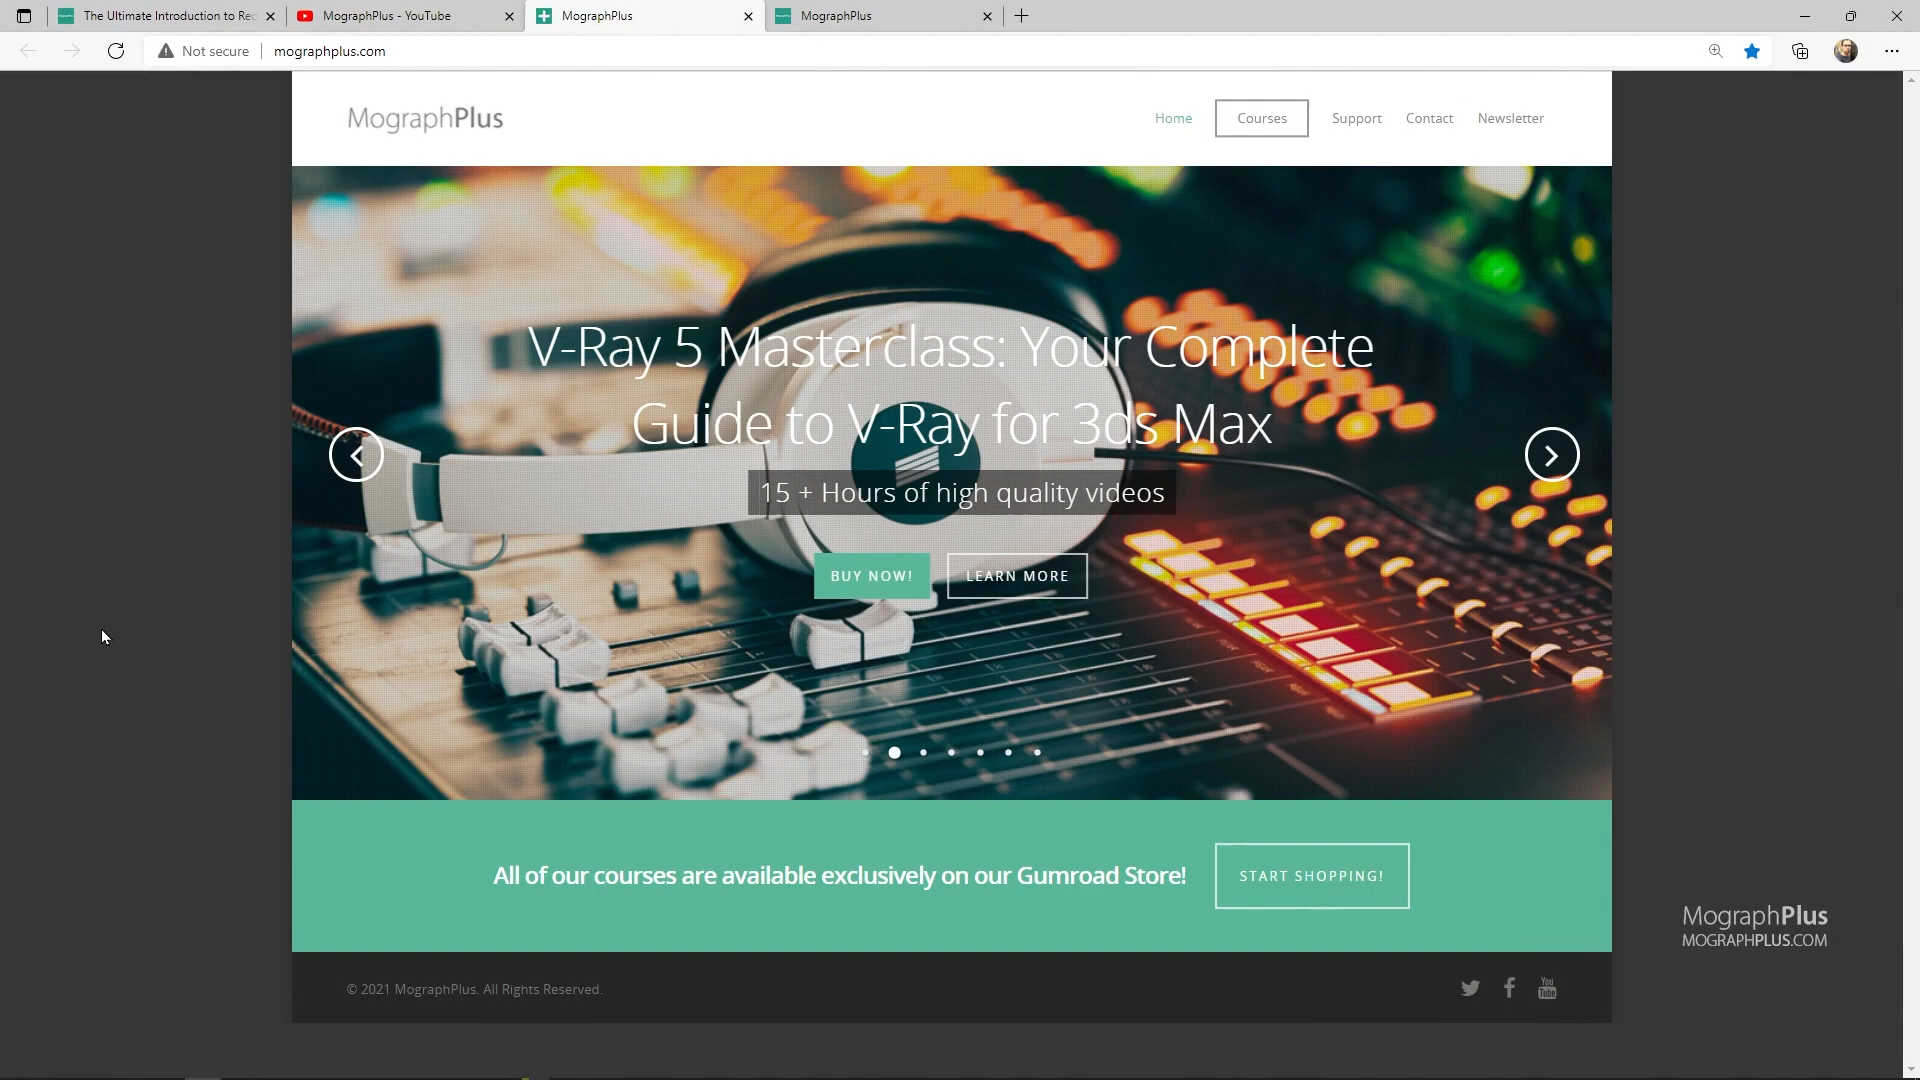 The Ultimate Introduction to Red
MographPlus - YouTube
MographPlus
MographPlus
Not secure
mographplus.com
MographPlus
Home
Courses
Support
Contact
Newsletter
V-Ray 5 Masterclass: Your Complete
Guide to V-Ray for 3ds Max
15 + Hours of high quality videos
BUY NOW!
LEARN MORE
All of our courses are available exclusively on our Gumroad Store!
START SHOPPING!
MographPlus
MOGRAPHPLUS.COM
© 2021 MographPlus. All Rights Reserved.
You
Tube